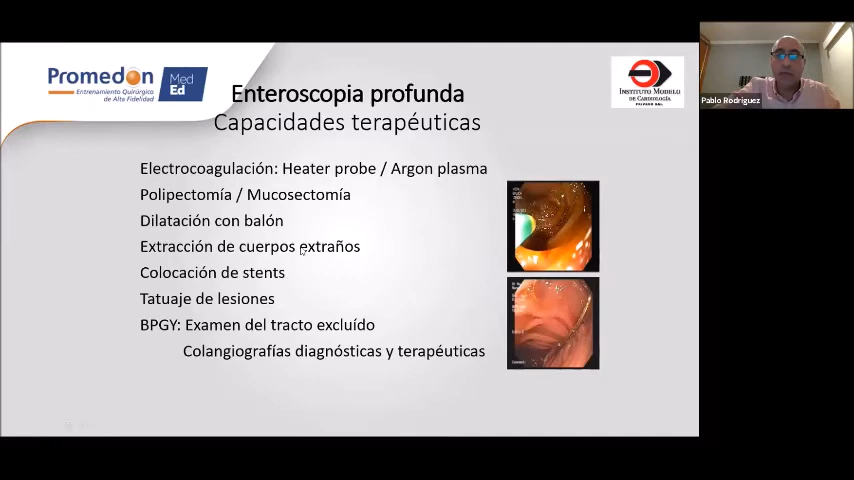 Promedon
Entrenamiento Quirúrgico
de Alta Fidelidad
Med
Ed
Enteroscopia profunda
Capacidades terapéuticas
INSTITUTO MODELO
DE CARDIOLOGÍA
PRIVADO S.R.L.
Pablo Rodriguez
Electrocoagulación: Heater probe / Argon plasma
Polipectomía / Mucosectomía
Dilatación con balón
Extracción de cuerpos extraños
Colocación de stents
Tatuaje de lesiones
BPGY: Examen del tracto excluído
Colangiografías diagnósticas y terapéuticas